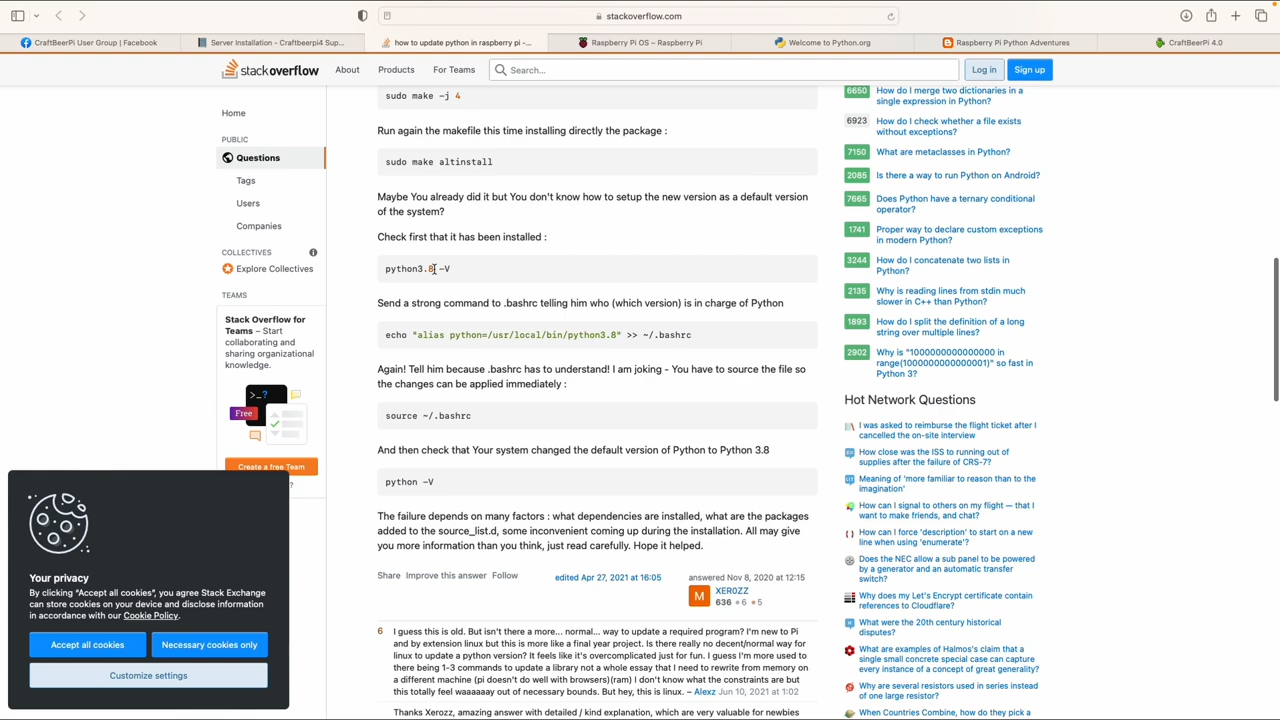 stackoverflow.com
CraftBeerPi User Group | Facebook
Server Installation - Craftbeerpi4 Sup...
how to update python in raspberry pi -...
Raspberry Pi OS – Raspberry Pi
Welcome to Python.org
Raspberry Pi Python Adventures
CraftBeerPi 4.0
stackoverflow
About
Products
For Teams
Search...
Log in
Sign up
Home
PUBLIC
Questions
Tags
Users
Companies
COLLECTIVES
Explore Collectives
TEAMS
Stack Overflow for
Teams – Start
collaborating and
sharing organizational
knowledge.
>_?
Free
Create a free Team
?
sudo make -j 4
Run again the makefile this time installing directly the package :
sudo make altinstall
Maybe You already did it but You don't know how to setup the new version as a default version
of the system?
Check first that it has been installed :
python3.8 -V
Send a strong command to .bashrc telling him who (which version) is in charge of Python
echo "alias python=/usr/local/bin/python3.8" >> ~/.bashrc
Again! Tell him because .bashrc has to understand! I am joking - You have to source the file so
the changes can be applied immediately :
source ~/.bashrc
And then check that Your system changed the default version of Python to Python 3.8
python -V
The failure depends on many factors : what dependencies are installed, what are the packages
added to the source_list.d, some inconvenient coming up during the installation. All may give
you more information than you think, just read carefully. Hope it helped.
Share Improve this answer Follow
edited Apr 27, 2021 at 16:05
answered Nov 8, 2020 at 12:15
M
XER0ZZ
636 6 5
6
I guess this is old. But isn't there a more... normal... way to update a required program? I'm new to Pi
and by extension linux but this is more like a final year project. Is there really no decent/normal way for
linux to update a python version? It feels like it's overcomplicated just for fun. I guess I'm more used to
there being 1-3 commands to update a library not a whole essay that I need to rewrite from memory on
a different machine (pi doesn't do well with browsers)(ram) I don't know what the constraints are but
this totally feel waaaaaay out of necessary bounds. But hey, this is linux. – Alexz Jun 10, 2021 at 1:02
Thanks Xerozz, amazing answer with detailed / kind explanation, which are very valuable for newbies
6650 How do I merge two dictionaries in a
single expression in Python?
6923 How do I check whether a file exists
without exceptions?
7150 What are metaclasses in Python?
2085 Is there a way to run Python on Android?
7665 Does Python have a ternary conditional
operator?
1741 Proper way to declare custom exceptions
in modern Python?
3244 How do I concatenate two lists in
Python?
2135 Why is reading lines from stdin much
slower in C++ than Python?
1893 How do I split the definition of a long
string over multiple lines?
2902 Why is "1000000000000000 in
range(1000000000000001)" so fast in
Python 3?
Hot Network Questions
I was asked to reimburse the flight ticket after I
cancelled the on-site interview
How close was the ISS to running out of
supplies after the failure of CRS-7?
Meaning of 'more familiar to reason than to the
imagination'
How can I signal to others on my flight — that I
want to make friends, and chat?
How can I force 'description' to start on a new
line when using 'enumerate'?
Does the NEC allow a sub panel to be powered
by a generator and an automatic transfer
switch?
Why does my Let's Encrypt certificate contain
references to Cloudflare?
What were the 20th century historical
disputes?
What are examples of Halmos's claim that a
single small concrete special case can capture
every instance of a concept of great generality?
Why are several resistors used in series instead
of one large resistor?
When Countries Combine, how do they pick a
Your privacy
By clicking “Accept all cookies”, you agree Stack Exchange
can store cookies on your device and disclose information
in accordance with our Cookie Policy.
Accept all cookies
Necessary cookies only
Customize settings